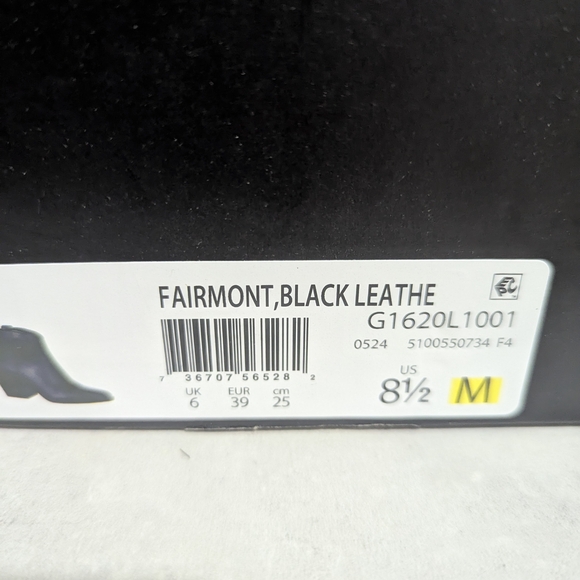 FAIRMONT,BLACK LEATHE
G1620L1001
0524 5100550734 F4
7 36707 56528 2
UK EUR cm US
6 39 25 8½ M